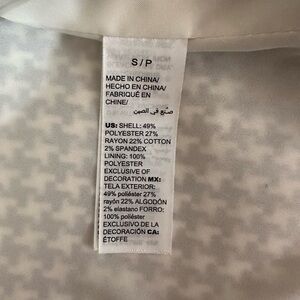 S / P
MADE IN CHINA/
HECHO EN CHINA/
FABRIQUÉ EN
CHINE/
صنع في الصين
US: SHELL: 49%
POLYESTER 27%
RAYON 22% COTTON
2% SPANDEX
LINING: 100%
POLYESTER
EXCLUSIVE OF
DECORATION MX:
TELA EXTERIOR:
49% poliéster 27%
rayon 22% ALGODÓN
2% elastano FORRO:
100% poliéster
EXCLUSIVO DE LA
DECORACIÓN CA:
ÉTOFFE